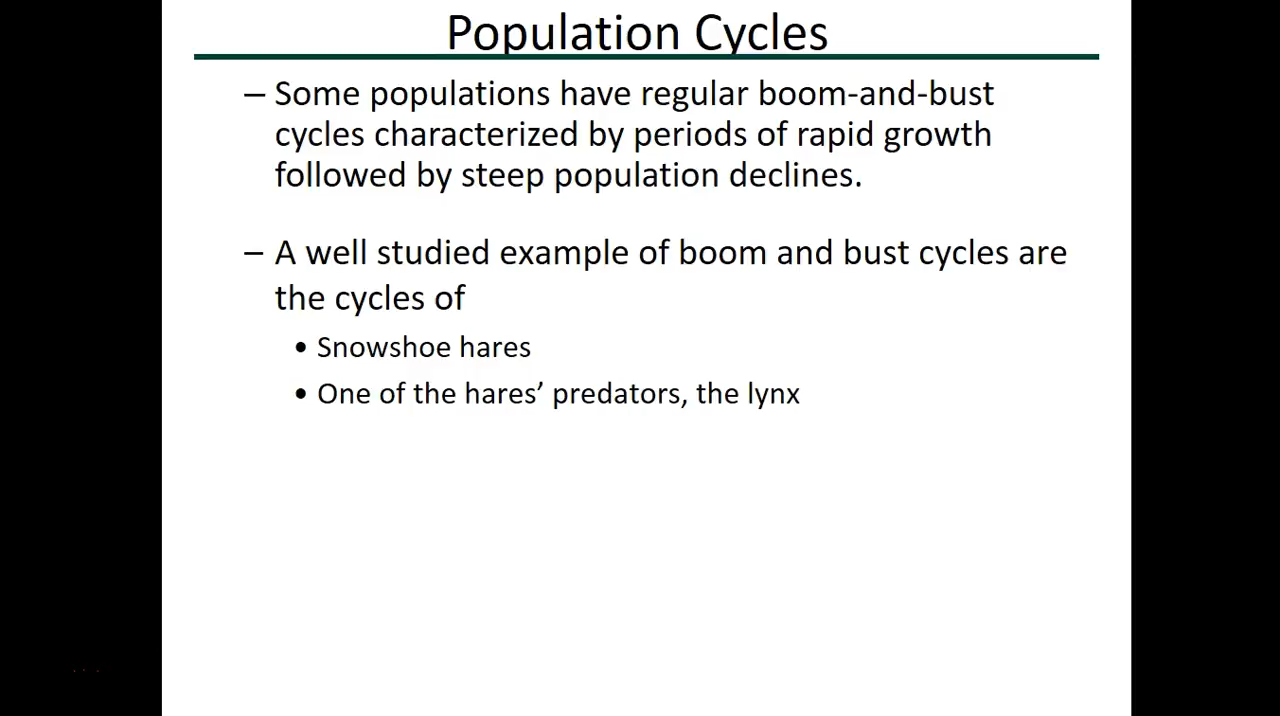 Population Cycles
– Some populations have regular boom-and-bust
cycles characterized by periods of rapid growth
followed by steep population declines.
– A well studied example of boom and bust cycles are
the cycles of
• Snowshoe hares
• One of the hares’ predators, the lynx